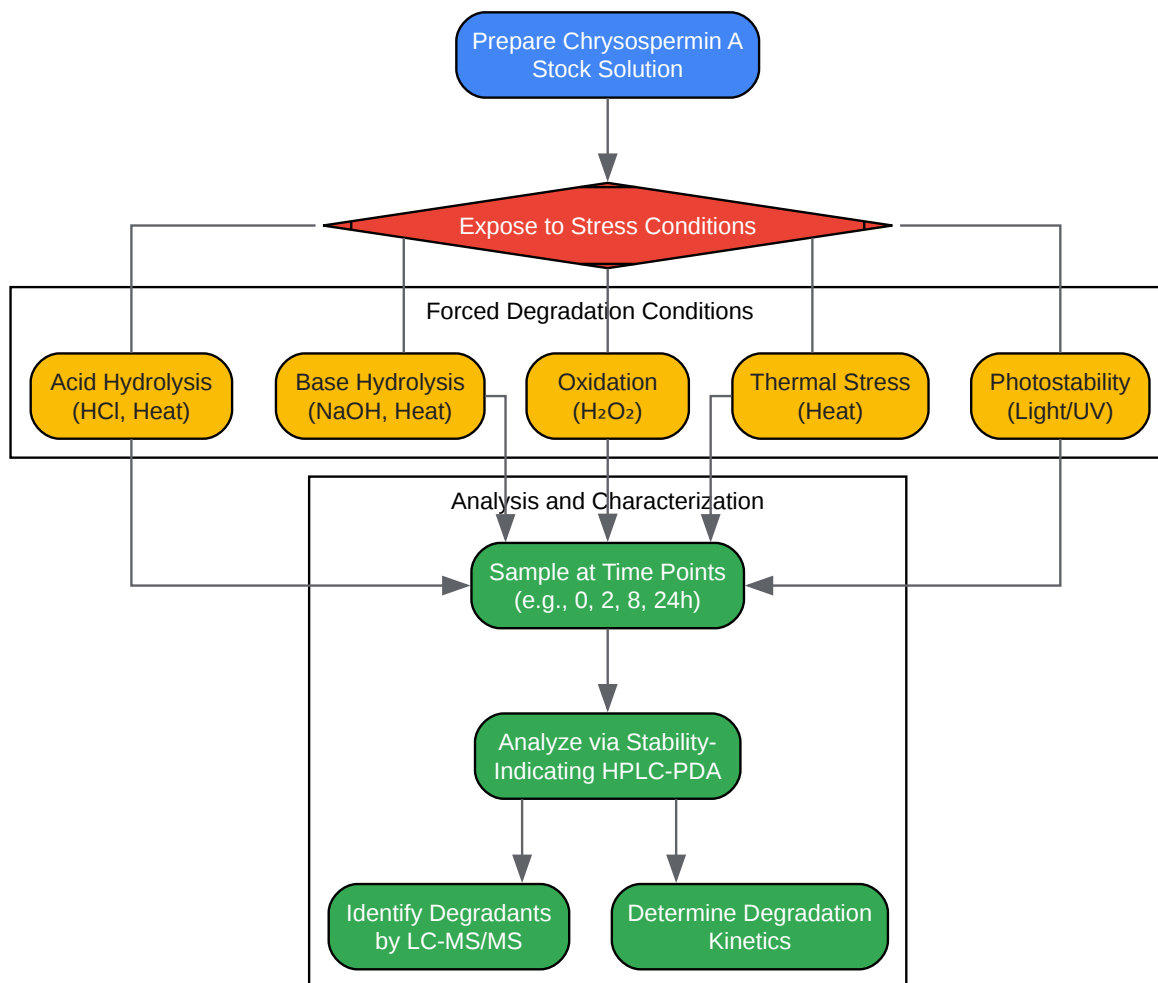 Prepare Chrysospermin A
Stock Solution
Expose to Stress Conditions
Forced Degradation Conditions
Acid Hydrolysis
(HCl, Heat)
Base Hydrolysis
(NaOH, Heat)
Oxidation
(H₂O₂)
Thermal Stress
(Heat)
Photostability
(Light/UV)
Analysis and Characterization
Sample at Time Points
(e.g., 0, 2, 8, 24h)
Analyze via Stability-
Indicating HPLC-PDA
Identify Degradants
by LC-MS/MS
Determine Degradation
Kinetics